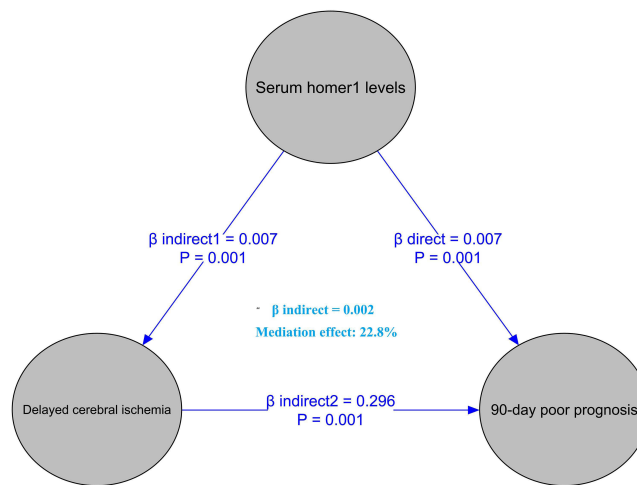 Serum homer1 levels
β indirect1 = 0.007
P = 0.001
β direct = 0.007
P = 0.001
- β indirect = 0.002
Mediation effect: 22.8%
Delayed cerebral ischemia
β indirect2 = 0.296
P = 0.001
90-day poor prognosis